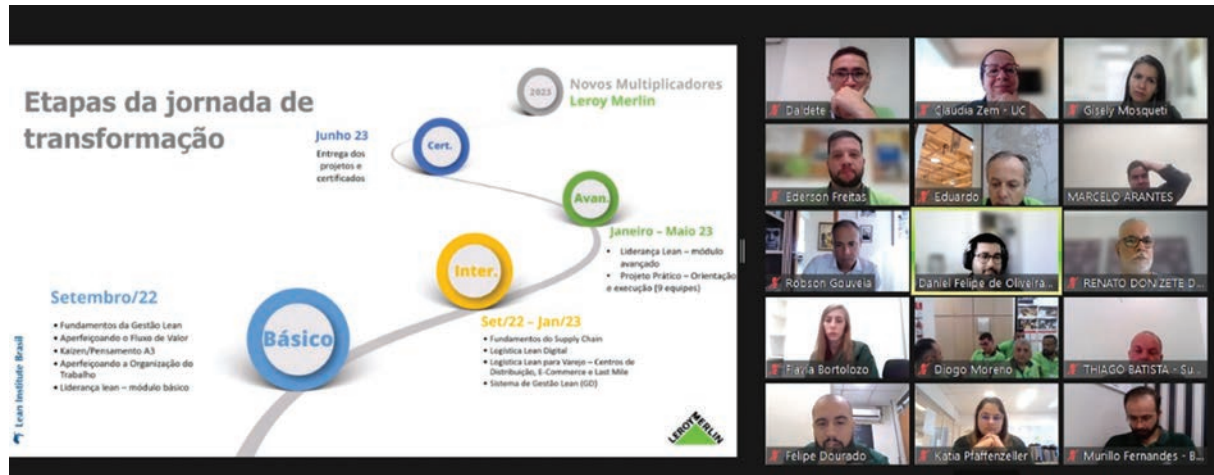 Etapas da jornada de
transformação
2023
Novos Multiplicadores
Leroy Merlin
Junho 23
Entrega dos
projetos e
certificados
Cert.
Avan.
Janeiro – Maio 23
• Liderança Lean – módulo
avançado
• Projeto Prático – Orientação
e execução (9 equipes)
Inter.
Set/22 – Jan/23
• Fundamentos do Supply Chain
• Logística Lean Digital
• Logística Lean para Varejo – Centros de
Distribuição, E-Commerce e Last Mile
• Sistema de Gestão Lean (GD)
Básico
Setembro/22
• Fundamentos da Gestão Lean
• Aperfeiçoando o Fluxo de Valor
• Kaizen/Pensamento A3
• Aperfeiçoando a Organização do
Trabalho
• Liderança lean – módulo básico
Lean Institute Brasil
LEROY MERLIN
Daldete
Claudia Zem - UC
Gisely Mosqueti
Ederson Freitas
Eduardo
MARCELO ARANTES
Robson Gouveia
Daniel Felipe de Oliveira...
RENATO DONIZETE D...
Flavia Bortolozo
Diogo Moreno
THIAGO BATISTA - Su...
Felipe Dourado
Katia Pfaffenzeller
Murillo Fernandes - B...